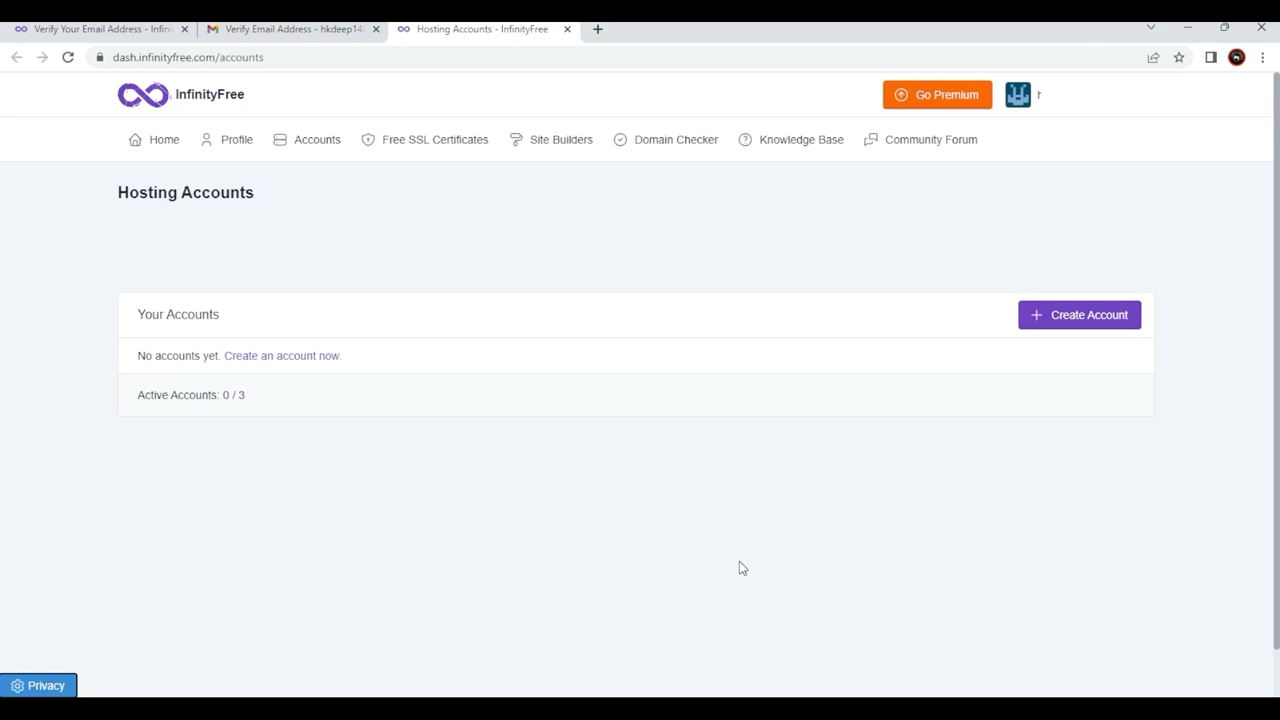 Verify Your Email Address - Infini
Verify Email Address - hkdeep14
Hosting Accounts - InfinityFree
dash.infinityfree.com/accounts
InfinityFree
Go Premium
Home
Profile
Accounts
Free SSL Certificates
Site Builders
Domain Checker
Knowledge Base
Community Forum
Hosting Accounts
Your Accounts
Create Account
No accounts yet. Create an account now.
Active Accounts: 0 / 3
Privacy